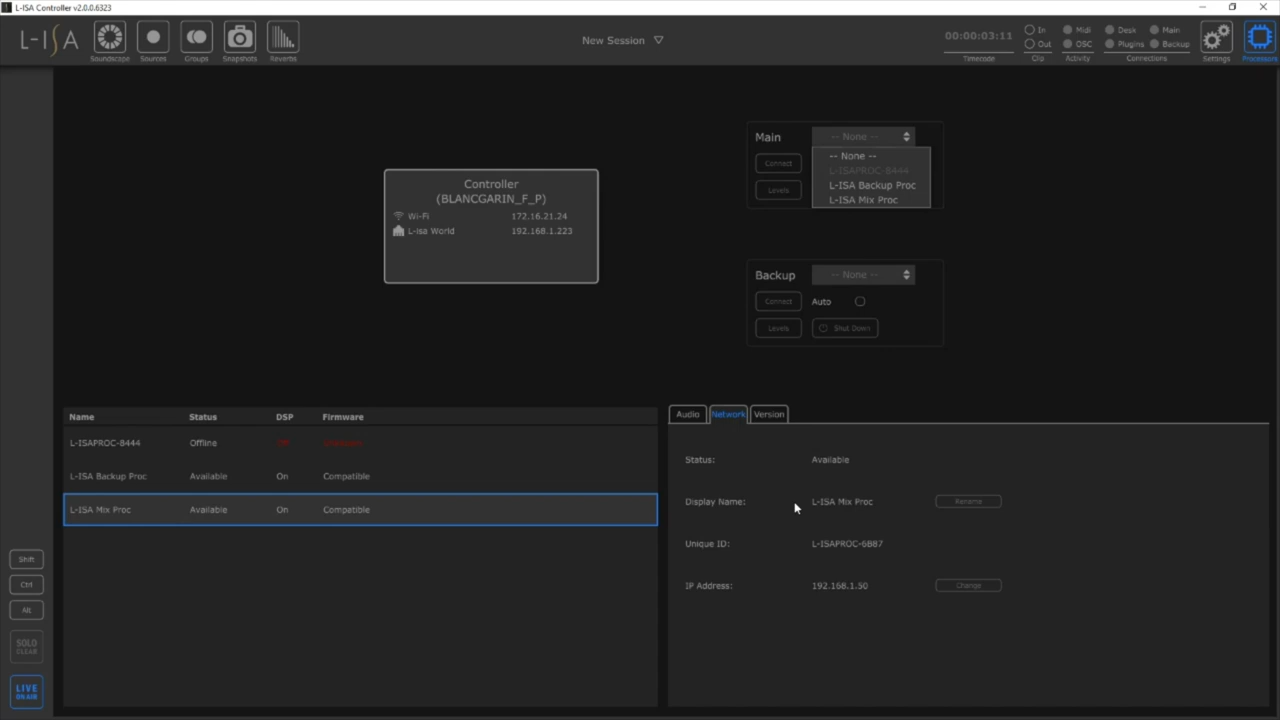 L-ISA Controller v2.0.0.6323
L-ISA
Soundscape
Sources
Groups
Snapshots
Reverbs
New Session
00:00:03:11
Timecode
In
Out
Clip
Midi
OSC
Activity
Desk
Main
Plugins
Backup
Connections
Settings
Processors
Controller
(BLANCGARIN_F_P)
Wi-Fi 172.16.21.24
L-isa World 192.168.1.223
Main
-- None --
-- None --
L-ISAPROC-8444
L-ISA Backup Proc
L-ISA Mix Proc
Connect
Levels
Backup
-- None --
Connect
Auto
Levels
Shut Down
Name Status DSP Firmware
L-ISAPROC-8444 Offline
L-ISA Backup Proc Available On Compatible
L-ISA Mix Proc Available On Compatible
Audio Network Version
Status: Available
Display Name: L-ISA Mix Proc Rename
Unique ID: L-ISAPROC-6BB7
IP Address: 192.168.1.50 Change
Shift
Ctrl
Alt
SOLO
CLEAR
LIVE
ON AIR